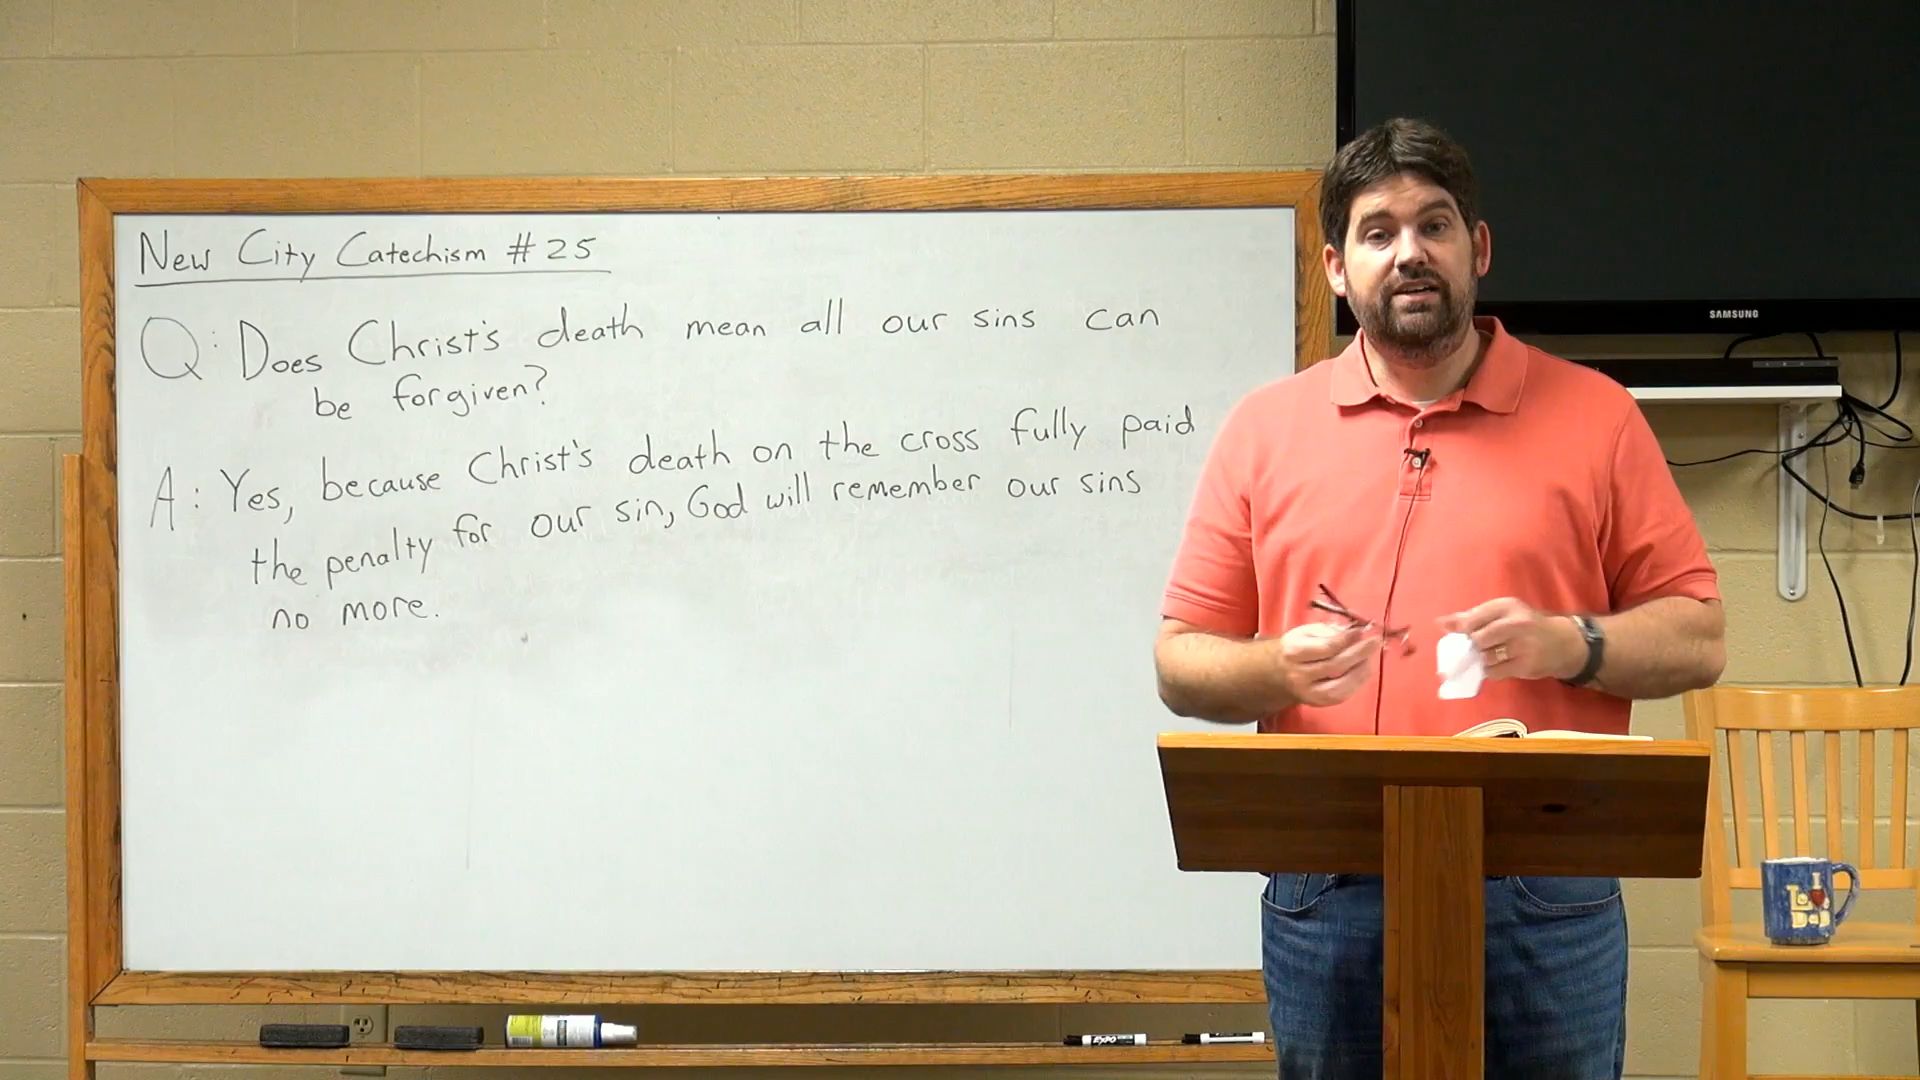 New City Catechism #25
Q: Does Christ's death mean all our sins can
be forgiven?
A: Yes, because Christ's death on the cross fully paid
the penalty for our sin, God will remember our sins
no more.
SAMSUNG
EXPO
I